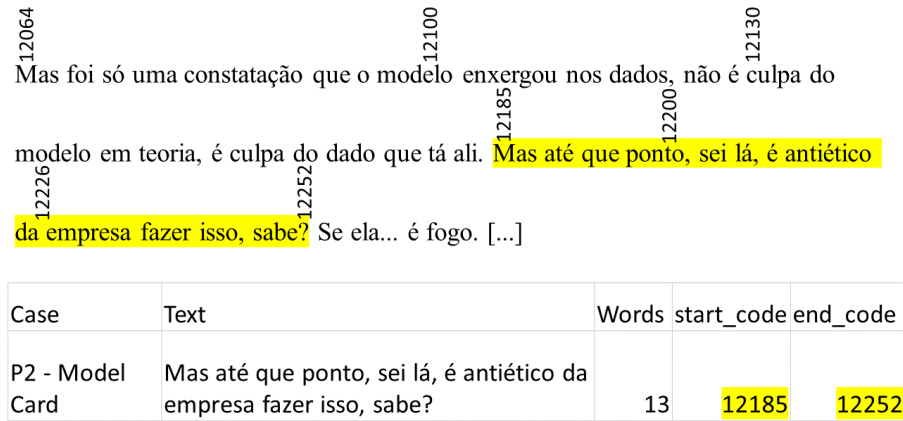 12064 12100 12130
Mas foi só uma constatação que o modelo enxergou nos dados, não é culpa do
12185 12200
modelo em teoria, é culpa do dado que tá ali. Mas até que ponto, sei lá, é antiético
12226 12252
da empresa fazer isso, sabe? Se ela... é fogo. [...]
Case Text Words start_code end_code
P2 - Model Card Mas até que ponto, sei lá, é antiético da
empresa fazer isso, sabe? 13 12185 12252